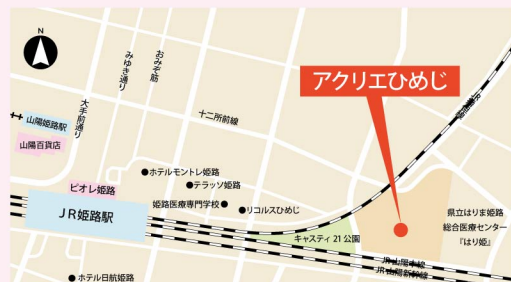 N
アクリエひめじ
みゆき通り
おみぞ筋
大手前通り
十二所前線
山陽姫路駅
山陽百貨店
ホテルモントレ姫路
テラッソ姫路
ピオレ姫路
姫路医療専門学校
リコルスひめじ
JR姫路駅
キャスティ21公園
県立はりま姫路
総合医療センター
『はり姫』
JR山陽本線
JR山陽新幹線
ホテル日航姫路